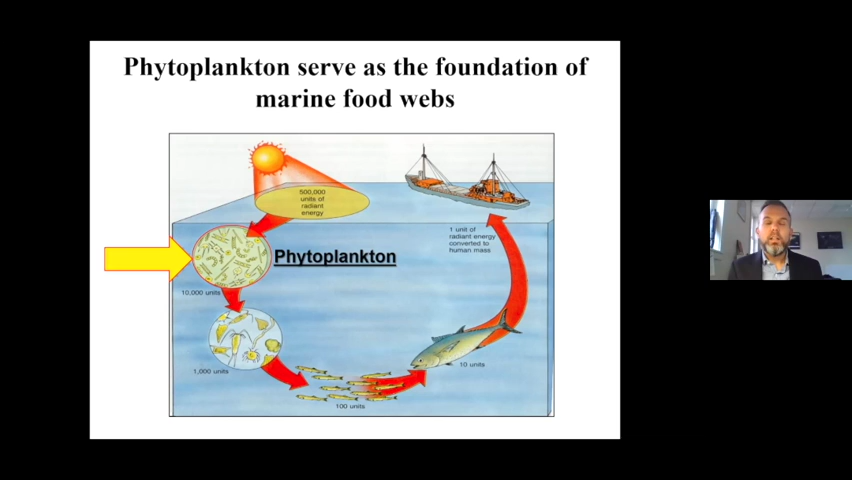 Phytoplankton serve as the foundation of
marine food webs
500,000
units of
radiant
energy
1 unit of
radiant energy
converted to
human mass
Phytoplankton
10,000 units
1,000 units
10 units
100 units